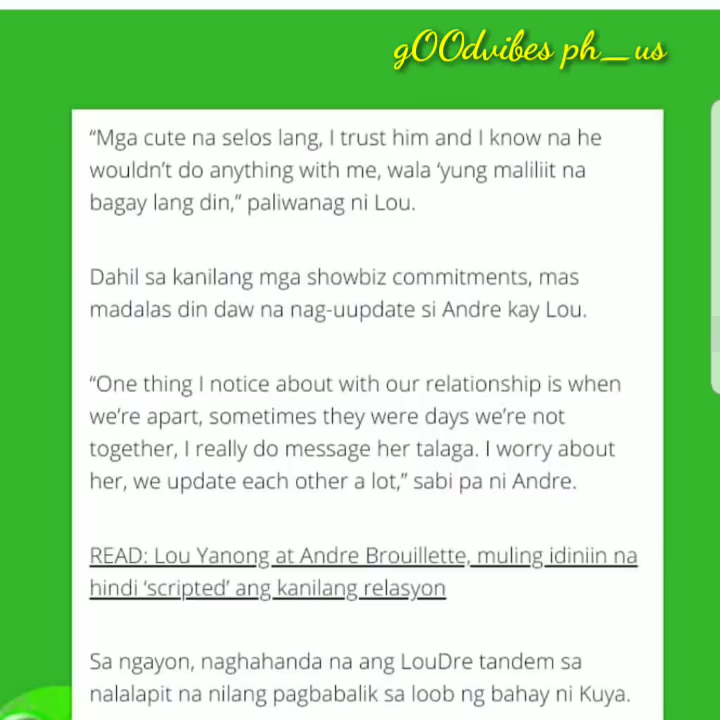 gOOdvibes ph_us
“Mga cute na selos lang, I trust him and I know na he
wouldn’t do anything with me, wala ‘yung maliliit na
bagay lang din,” paliwanag ni Lou.
Dahil sa kanilang mga showbiz commitments, mas
madalas din daw na nag-uupdate si Andre kay Lou.
“One thing I notice about with our relationship is when
we’re apart, sometimes they were days we’re not
together, I really do message her talaga. I worry about
her, we update each other a lot,” sabi pa ni Andre.
READ: Lou Yanong at Andre Brouillette, muling idiniin na
hindi ‘scripted’ ang kanilang relasyon
Sa ngayon, naghahanda na ang LouDre tandem sa
nalalapit na nilang pagbabalik sa loob ng bahay ni Kuya.